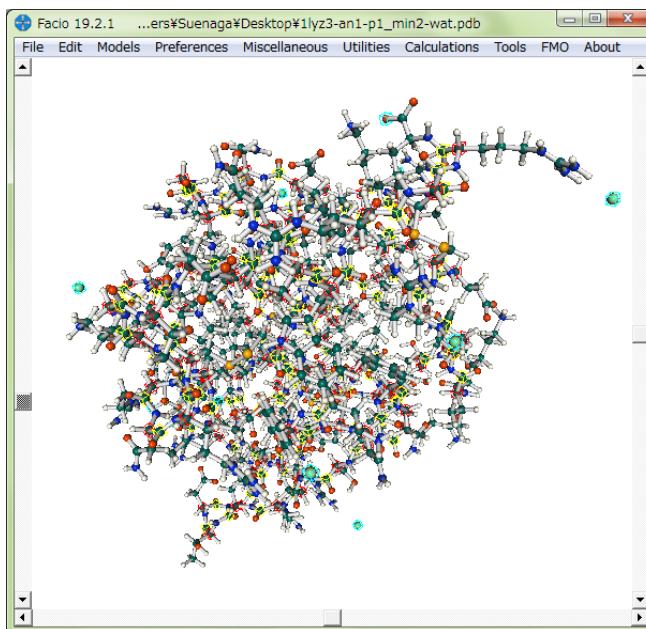 Facio 19.2.1 ...ers¥Suenaga¥Desktop¥1lyz3-an1-p1_min2-wat.pdb
File Edit Models Preferences Miscellaneous Utilities Calculations Tools FMO About